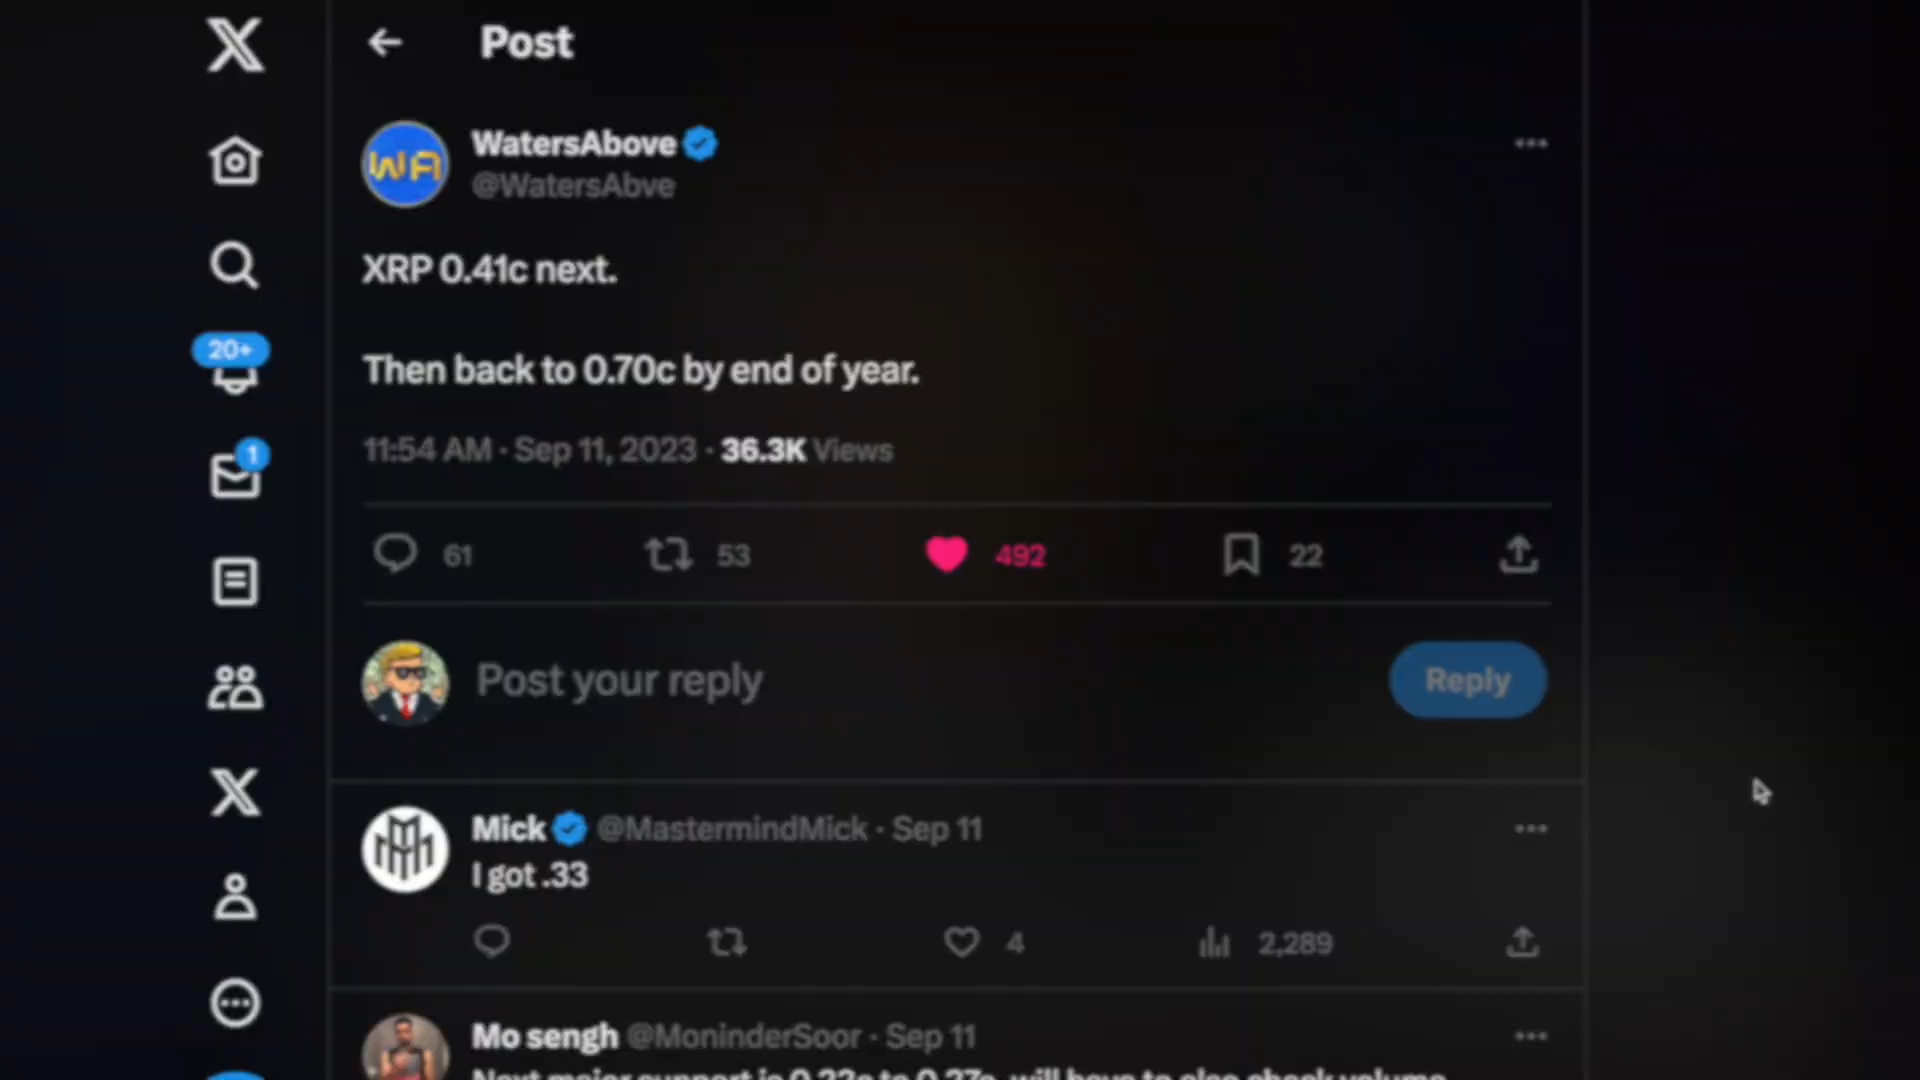 Post
WatersAbove
@WatersAbve
XRP 0.41c next.
Then back to 0.70c by end of year.
11:54 AM · Sep 11, 2023 · 36.3K Views
20+
1
61 53 492 22
Post your reply
Reply
Mick @MastermindMick · Sep 11
I got .33
4 2,289
Mo sengh @MoninderSoor · Sep 11